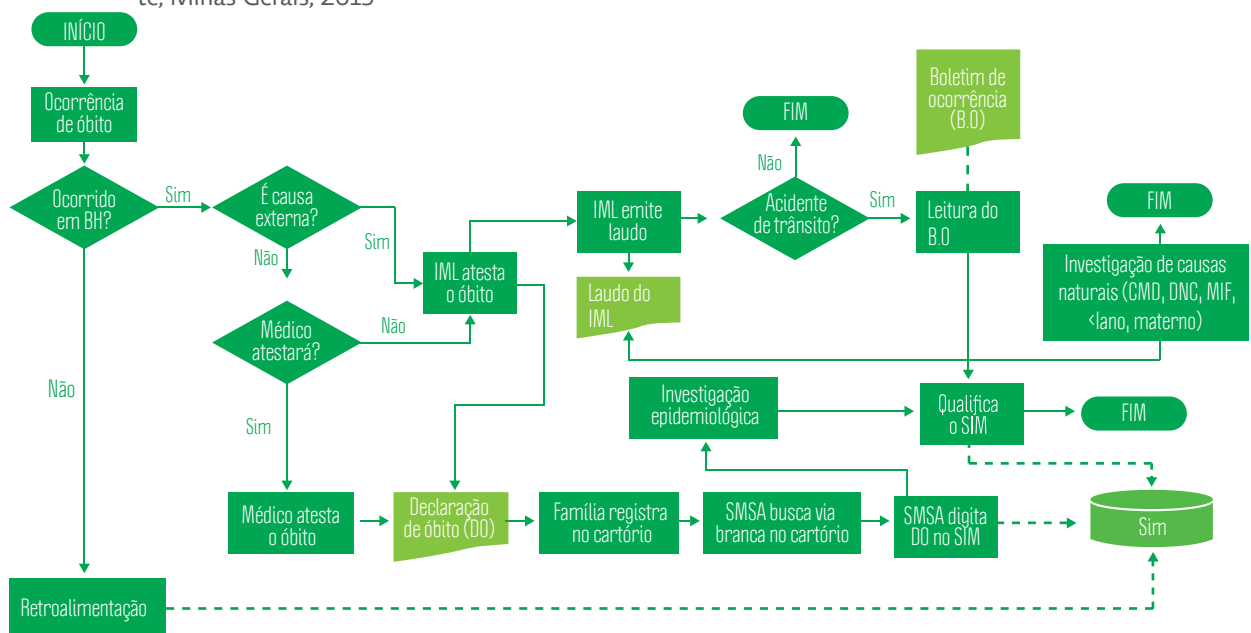 te, Minas Gerais, 2015
INÍCIO
Ocorrência
de óbito
Ocorrido
em BH?
Sim
É causa
externa?
Sim
Não
IML atesta
o óbito
Médico
atestará?
Não
Sim
Não
Médico atesta
o óbito
Declaração
de óbito (DO)
Família registra
no cartório
SMSA busca via
branca no cartório
SMSA digita
DO no SIM
Sim
Retroalimentação
IML emite
laudo
Laudo do
IML
Acidente
de trânsito?
Não
FIM
Sim
Boletim de
ocorrência
(B.O)
Leitura do
B.O
FIM
Investigação de causas
naturais (CMD, DNC, MIF,
<1ano, materno)
Investigação
epidemiológica
Qualifica
o SIM
FIM